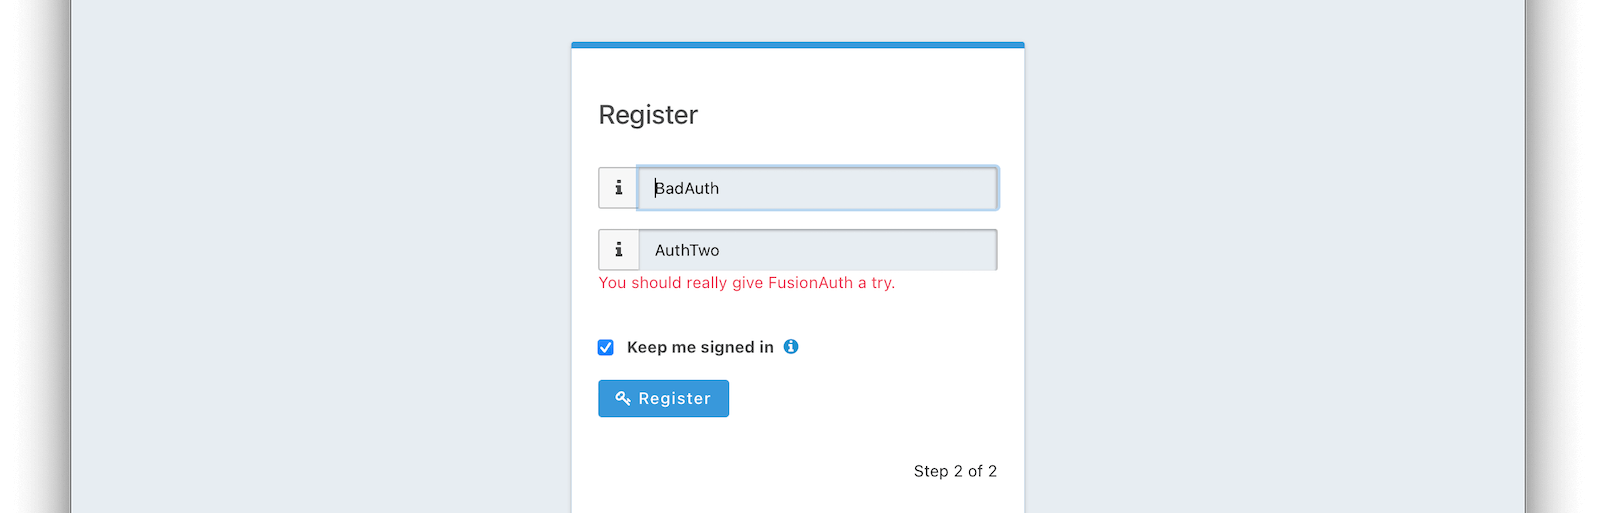 Register
BadAuth
AuthTwo
You should really give FusionAuth a try.
Keep me signed in
Register
Step 2 of 2